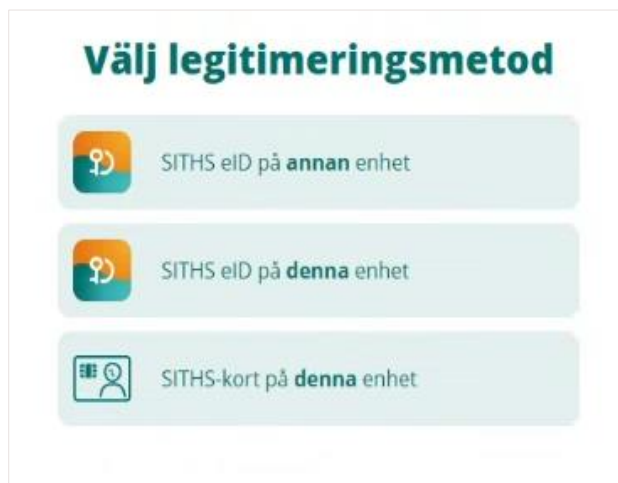 Välj legitimeringsmetod
SITHS eID på annan enhet
SITHS eID på denna enhet
SITHS-kort på denna enhet